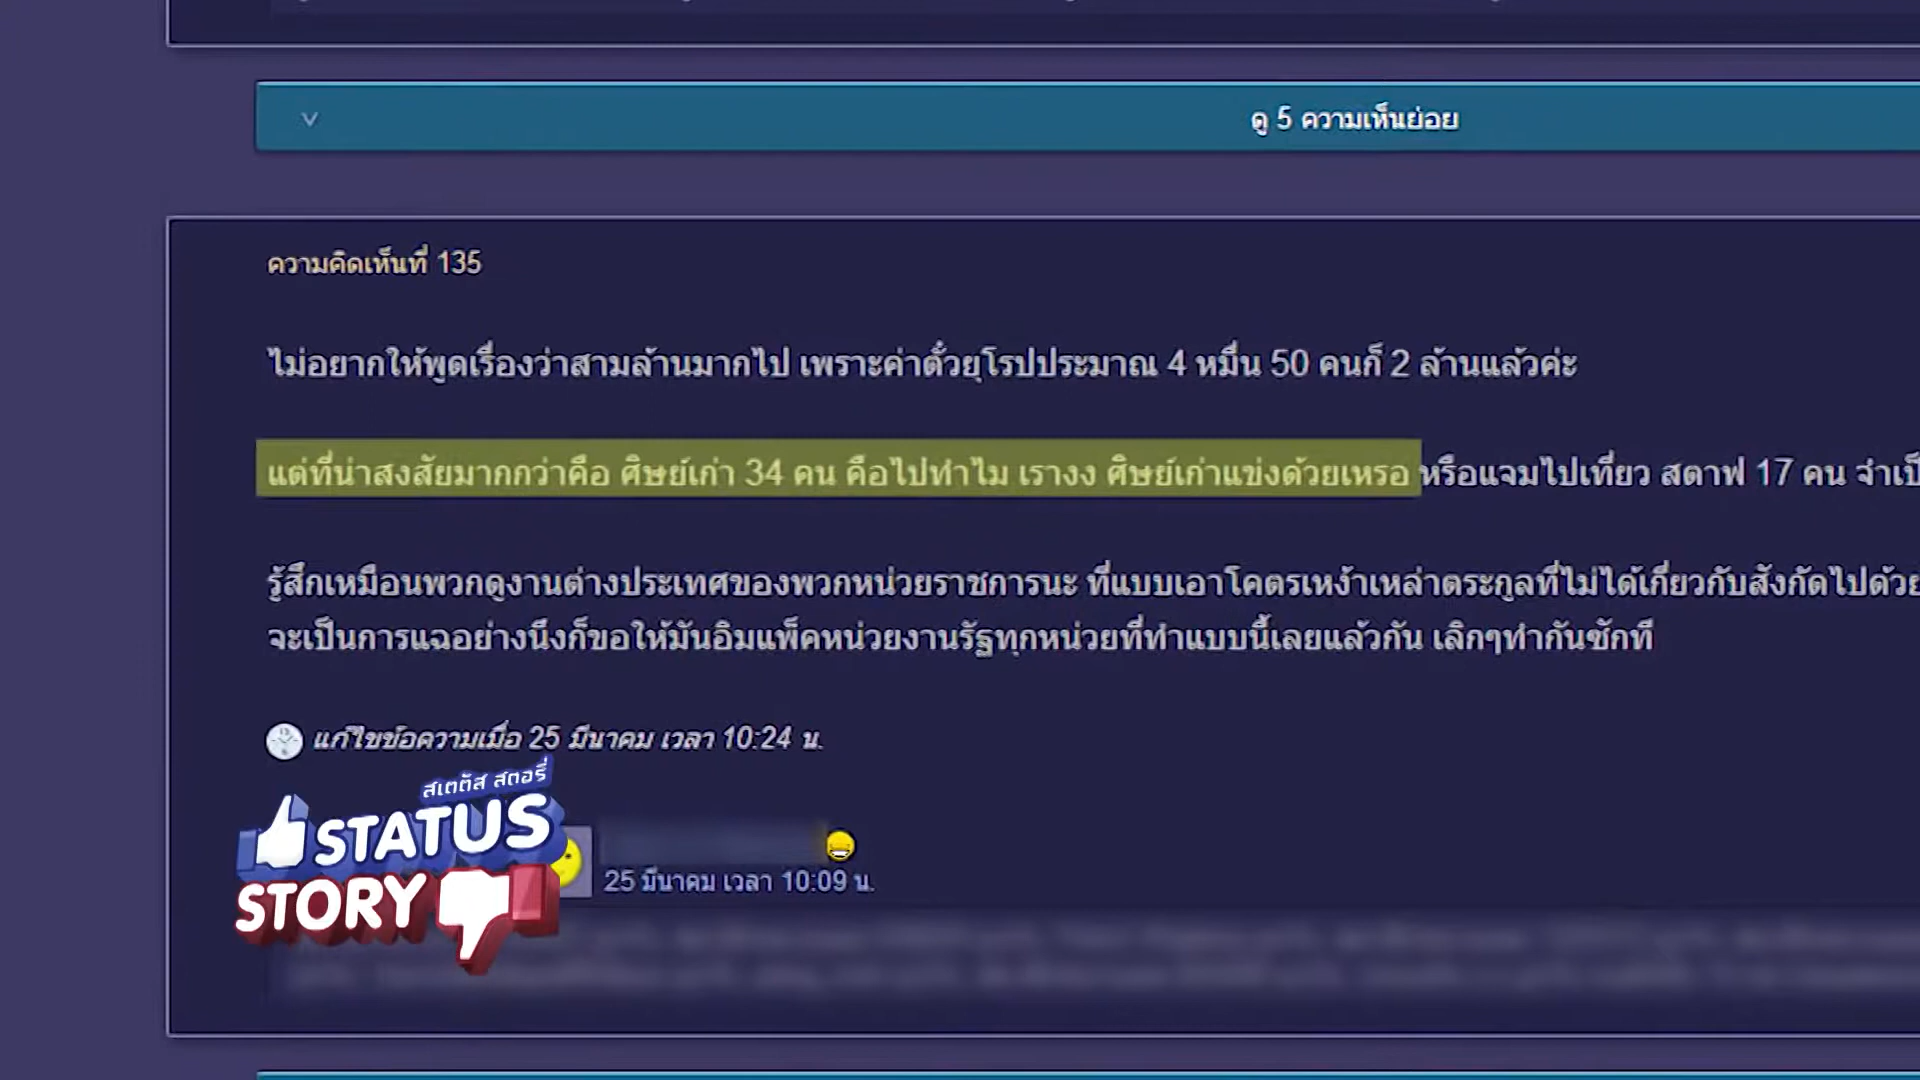 ดู 5 ความเห็นย่อย
ความคิดเห็นที่ 135
ไม่อยากให้พูดเรื่องว่าสามล้านมากไป เพราะค่าตั๋วยุโรปประมาณ 4 หมื่น 50 คนก็ 2 ล้านแล้วค่ะ
แต่ที่น่าสงสัยมากกว่าคือ ศิษย์เก่า 34 คน คือไปทำไม เรางง ศิษย์เก่าแข่งด้วยเหรอ หรือแจมไปเที่ยว สตาฟ 17 คน จำเป็
รู้สึกเหมือนพวกดูงานต่างประเทศของพวกหน่วยราชการนะ ที่แบบเอาโคตรเหง้าเหล่าตระกูลที่ไม่ได้เกี่ยวกับสังกัดไปด้วย
จะเป็นการแฉอย่างนึงก็ขอให้มันอิมแพ็คหน่วยงานรัฐทุกหน่วยที่ทำแบบนี้เลยแล้วกัน เลิกๆทำกันซักที
แก้ไขข้อความเมื่อ 25 มีนาคม เวลา 10:24 น.
สเตตัส สตอรี่
STATUS
STORY
25 มีนาคม เวลา 10:09 น.